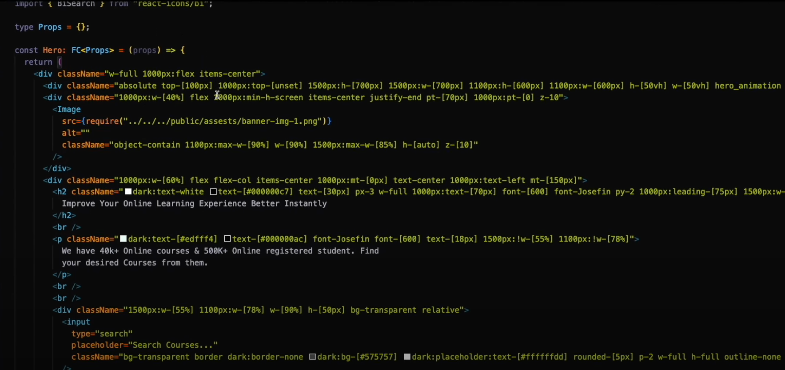 import { BiSearch } from "react-icons/bi";
type Props = {};
const Hero: FC<Props> = (props) => {
return (
<div className="w-full 1000px:flex items-center">
<div className="absolute top-[100px] 1000px:top-[unset] 1500px:h-[700px] 1500px:w-[700px] 1100px:h-[600px] 1100px:w-[600px] h-[50vh] w-[50vh] hero_animation
<div className="1000px:w-[40%] flex 1000px:min-h-screen items-center justify-end pt-[70px] 1000px:pt-[0] z-10">
<Image
src={require("../../../public/assests/banner-img-1.png")}
alt=""
className="object-contain 1100px:max-w-[90%] w-[90%] 1500px:max-w-[85%] h-[auto] z-[10]"
/>
</div>
<div className="1000px:w-[60%] flex flex-col items-center 1000px:mt-[0px] text-center 1000px:text-left mt-[150px]">
<h2 className="dark:text-white text-[#000000c7] text-[30px] px-3 w-full 1000px:text-[70px] font-[600] font-Josefin py-2 1000px:leading-[75px] 1500px:w-
Improve Your Online Learning Experience Better Instantly
</h2>
<br />
<p className="dark:text-[#edfff4] text-[#000000ac] font-Josefin font-[600] text-[18px] 1500px:!w-[55%] 1100px:!w-[78%]">
We have 40k+ Online courses & 500K+ Online registered student. Find
your desired Courses from them.
</p>
<br />
<br />
<div className="1500px:w-[55%] 1100px:w-[78%] w-[90%] h-[50px] bg-transparent relative">
<input
type="search"
placeholder="Search Courses..."
className="bg-transparent border dark:border-none dark:bg-[#575757] dark:placeholder:text-[#ffffffdd] rounded-[5px] p-2 w-full h-full outline-none
/>